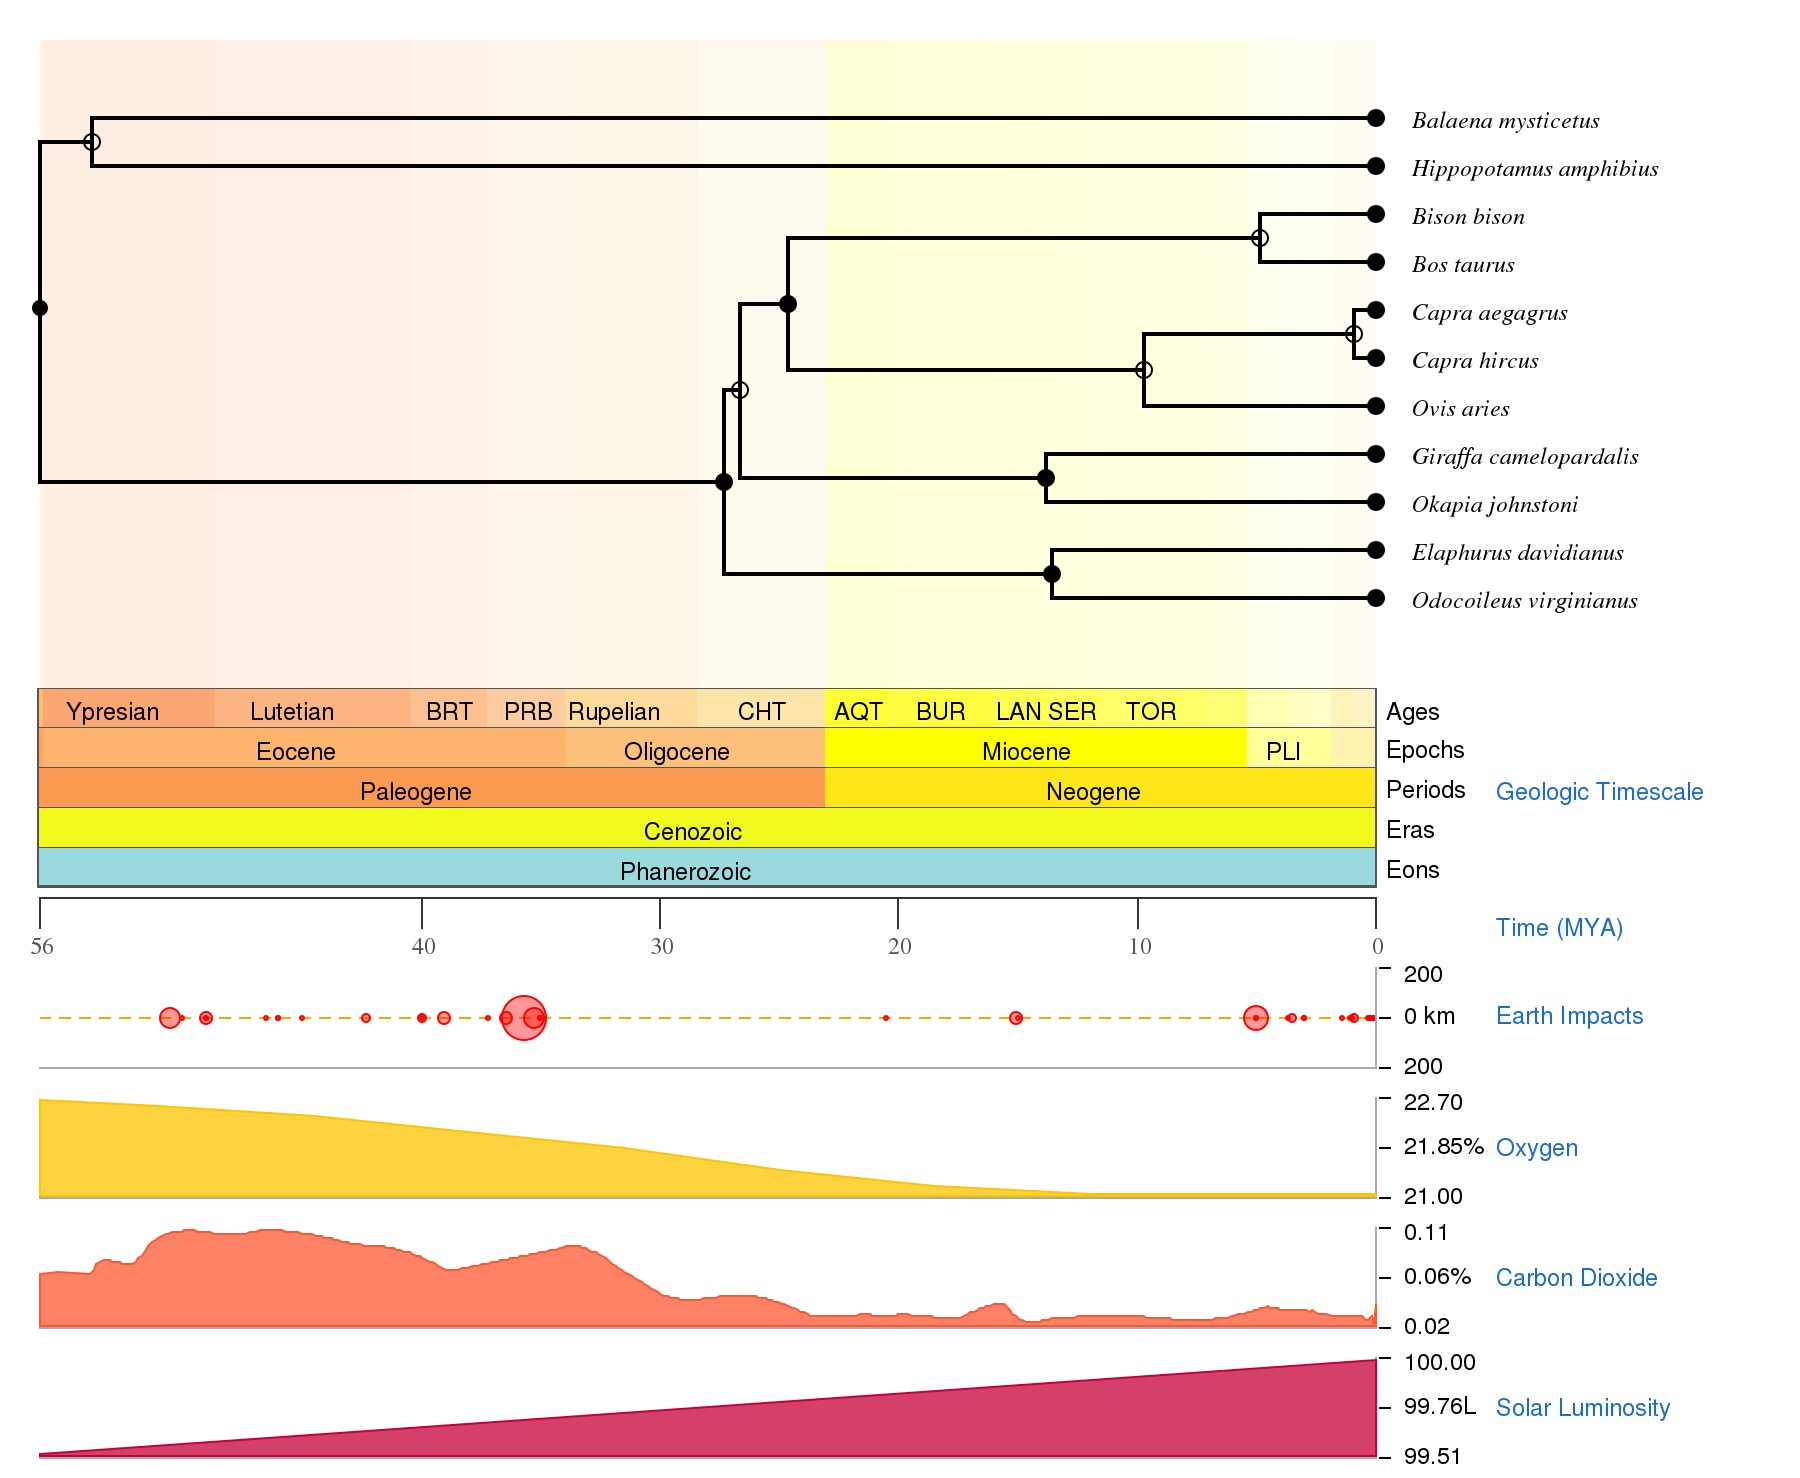 Balaena mysticetus
Hippopotamus amphibius
Bison bison
Bos taurus
Capra aegagrus
Capra hircus
Ovis aries
Giraffa camelopardalis
Okapia johnstoni
Elaphurus davidianus
Odocoileus virginianus
Ypresian Lutetian BRT PRB Rupelian CHT AQT BUR LAN SER TOR Ages
Eocene Oligocene Miocene PLI Epochs
Paleogene Neogene Periods Geologic Timescale
Cenozoic Eras
Phanerozoic Eons
Time (MYA)
56 40 30 20 10 0
200
0 km Earth Impacts
200
22.70
21.85% Oxygen
21.00
0.11
0.06% Carbon Dioxide
0.02
100.00
99.76L Solar Luminosity
99.51